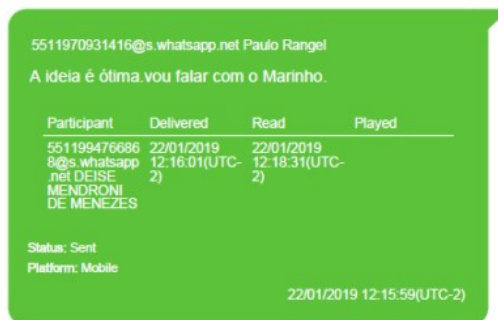 5511970931416@s.whatsapp.net Paulo Rangel
A ideia é ótima.vou falar com o Marinho.
Participant Delivered Read Played
551199476686 22/01/2019 22/01/2019
8@s.whatsapp 12:16:01(UTC- 12:18:31(UTC-
.net DEISE 2) 2)
MENDRONI
DE MENEZES
Status: Sent
Platform: Mobile
22/01/2019 12:15:59(UTC-2)